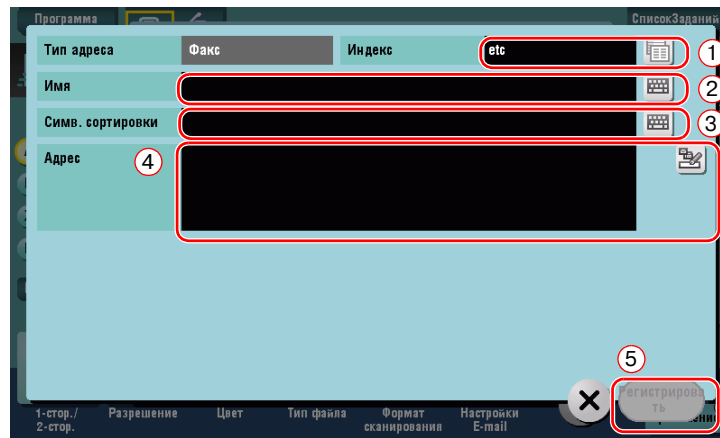 Программа
СписокЗаданий
Тип адреса
Факс
Индекс
etc
1
Имя
2
Симв. сортировки
3
Адрес
4
5
Регистрирова
ть
1-стор./
2-стор.
Разрешение
Цвет
Тип файла
Формат
сканирования
Настройки
E-mail